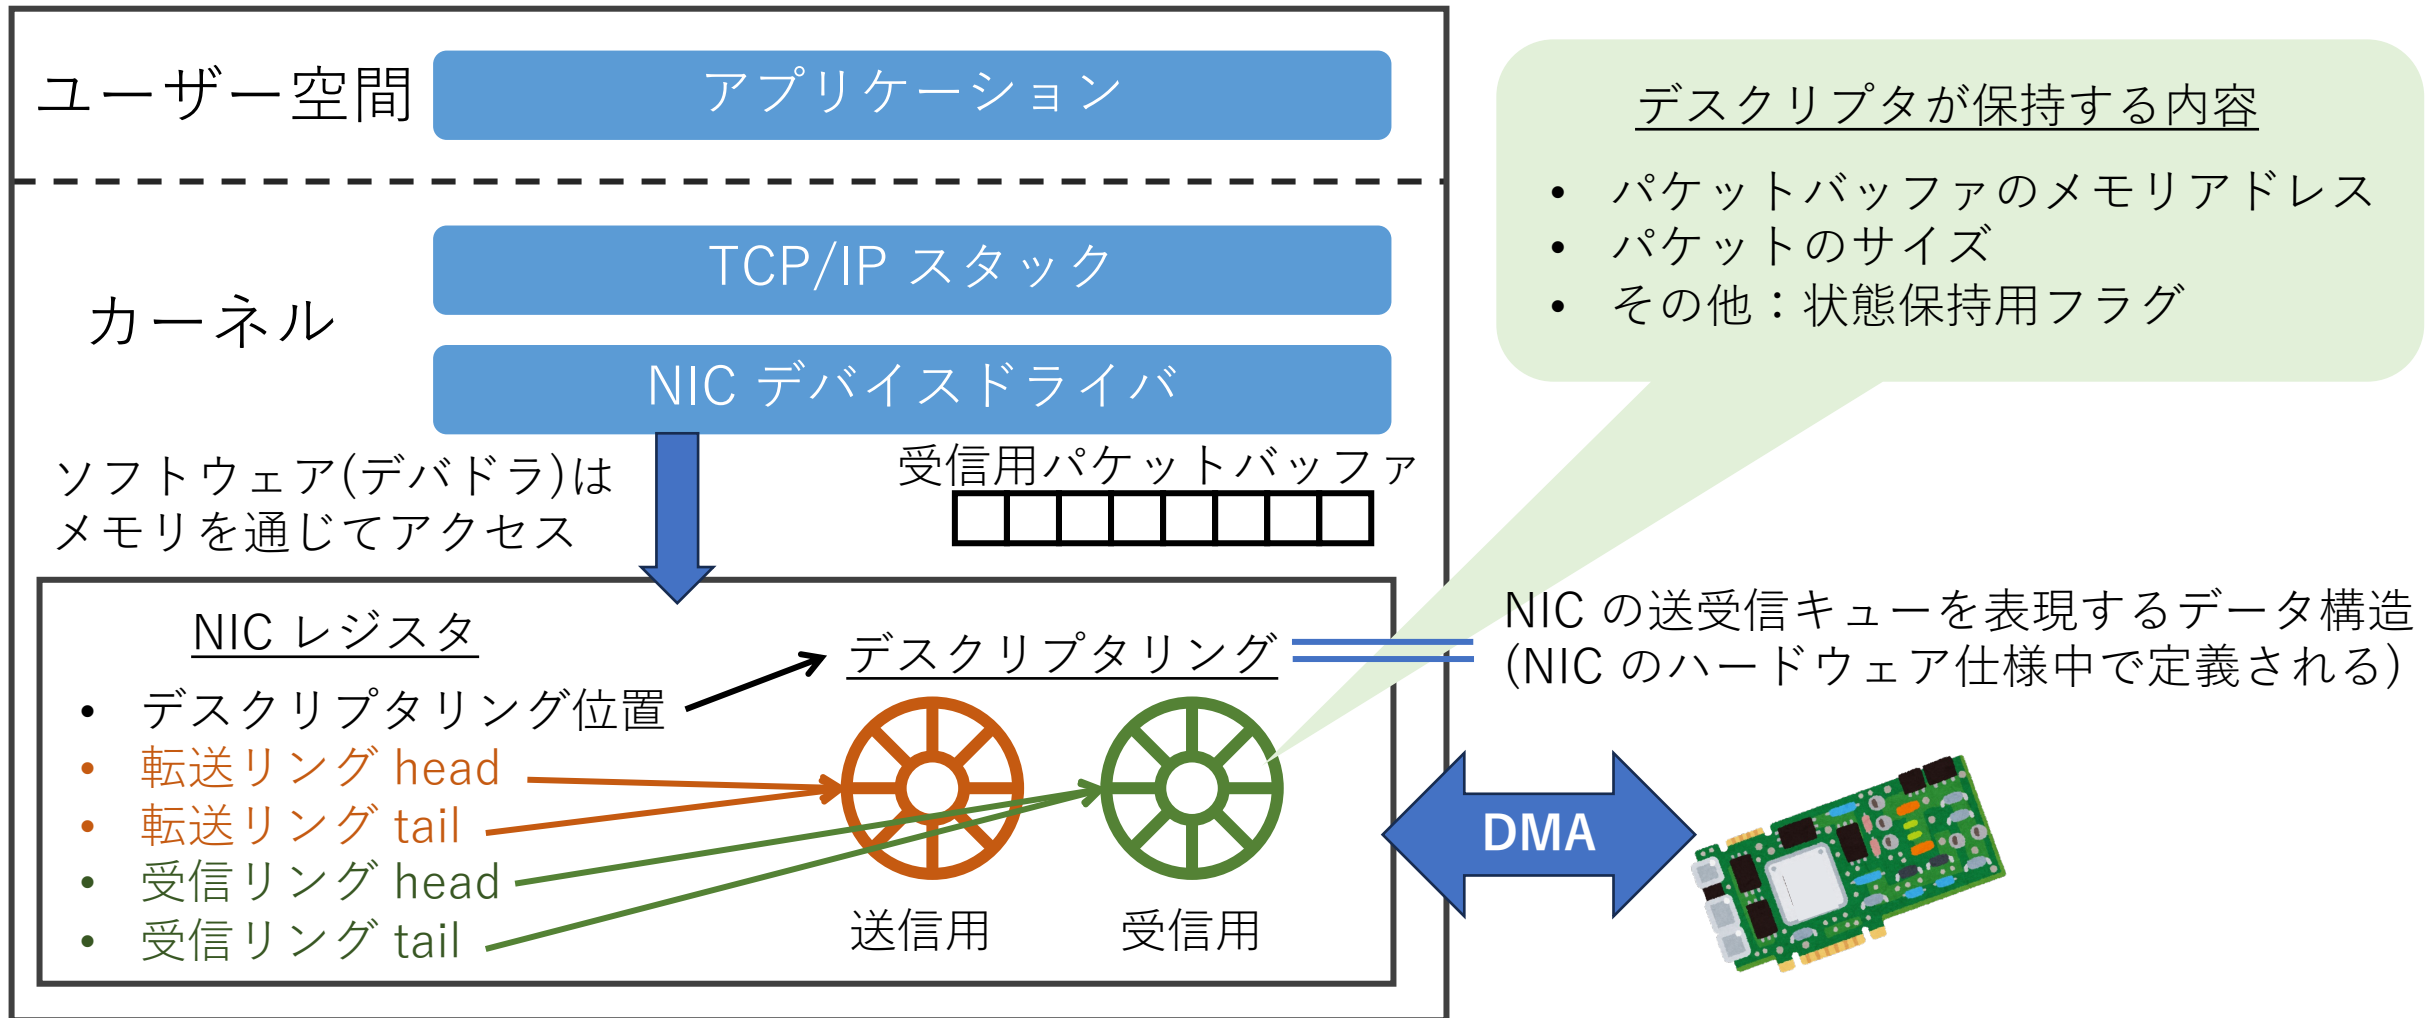 ユーザー空間
アプリケーション
カーネル
TCP/IP スタック
NIC デバイスドライバ
ソフトウェア(デバドラ)は
メモリを通じてアクセス
受信用パケットバッファ
NIC レジスタ
• デスクリプタリング位置
• 転送リング head
• 転送リング tail
• 受信リング head
• 受信リング tail
デスクリプタリング
送信用
受信用
デスクリプタが保持する内容
• パケットバッファのメモリアドレス
• パケットのサイズ
• その他：状態保持用フラグ
NIC の送受信キューを表現するデータ構造
(NIC のハードウェア仕様中で定義される)
DMA